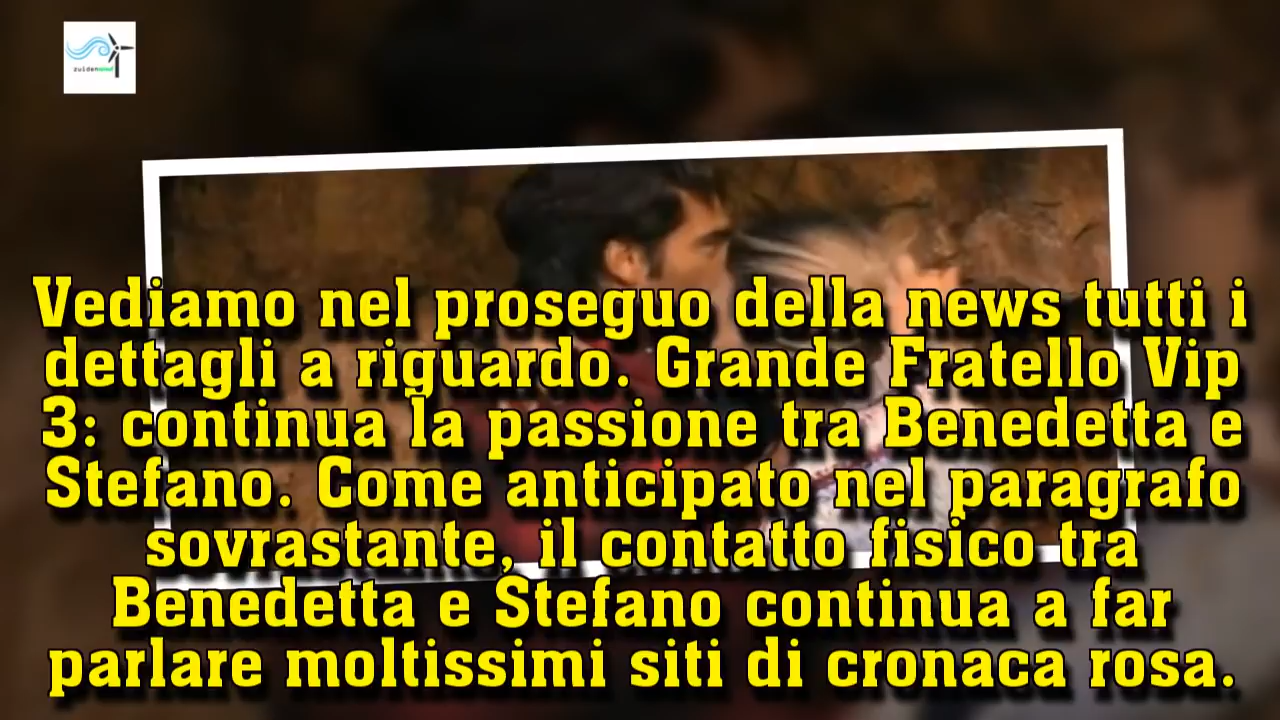 zuidenwind
Vediamo nel proseguo della news tutti i
dettagli a riguardo. Grande Fratello Vip
3: continua la passione tra Benedetta e
Stefano. Come anticipato nel paragrafo
sovrastante, il contatto fisico tra
Benedetta e Stefano continua a far
parlare moltissimi siti di cronaca rosa.